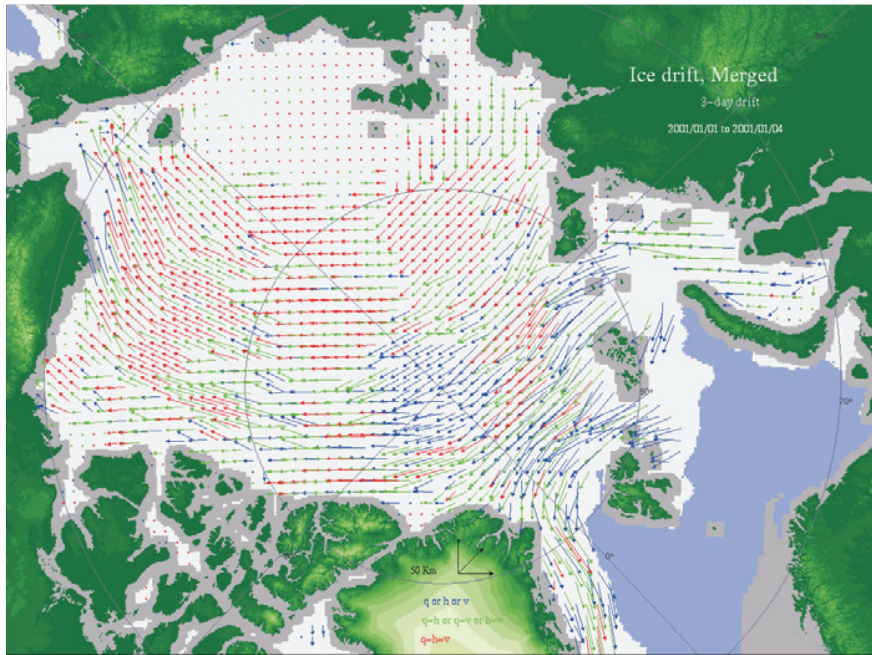 Ice drift, Merged
3-day drift
2001/01/01 to 2001/01/04
80°
70°
0°
50 Km
q or h or v
q=h or q=v or h=v
q=h=v